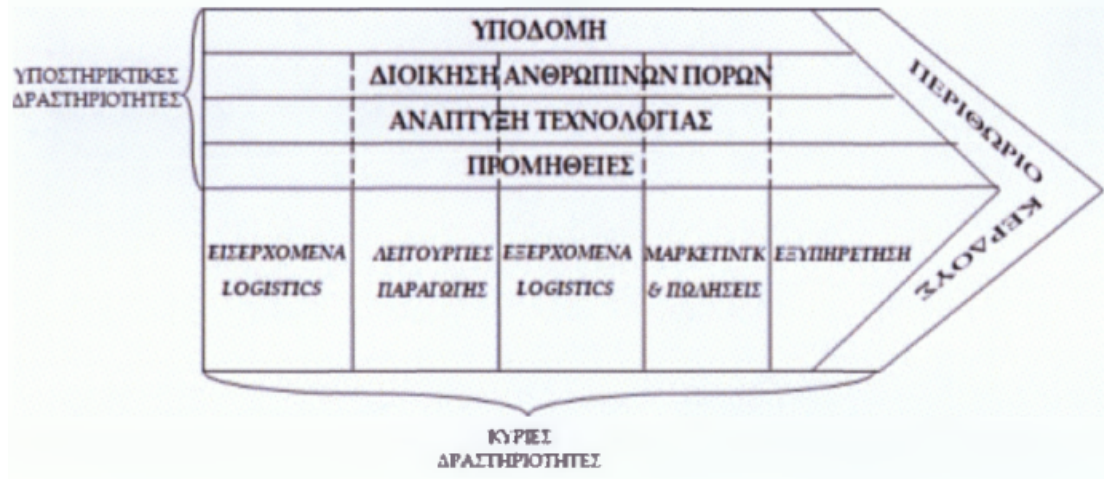 ΥΠΟΔΟΜΗ
ΥΠΟΣΤΗΡΙΚΤΙΚΕΣ
ΔΡΑΣΤΗΡΙΟΤΗΤΕΣ
ΔΙΟΙΚΗΣΗ ΑΝΘΡΩΠΙΝΩΝ ΠΟΡΩΝ
ΑΝΑΠΤΥΞΗ ΤΕΧΝΟΛΟΓΙΑΣ
ΠΡΟΜΗΘΕΙΕΣ
ΠΕΡΙΘΩΡΙΟ
ΚΕΡΔΟΥΣ
ΕΙΣΕΡΧΟΜΕΝΑ
LOGISTICS
ΛΕΙΤΟΥΡΓΙΕΣ
ΠΑΡΑΓΩΓΗΣ
ΕΞΕΡΧΟΜΕΝΑ
LOGISTICS
ΜΑΡΚΕΤΙΝΓΚ
& ΠΩΛΗΣΕΙΣ
ΕΞΥΠΗΡΕΤΗΣΗ
ΚΥΡΙΕΣ
ΔΡΑΣΤΗΡΙΟΤΗΤΕΣ